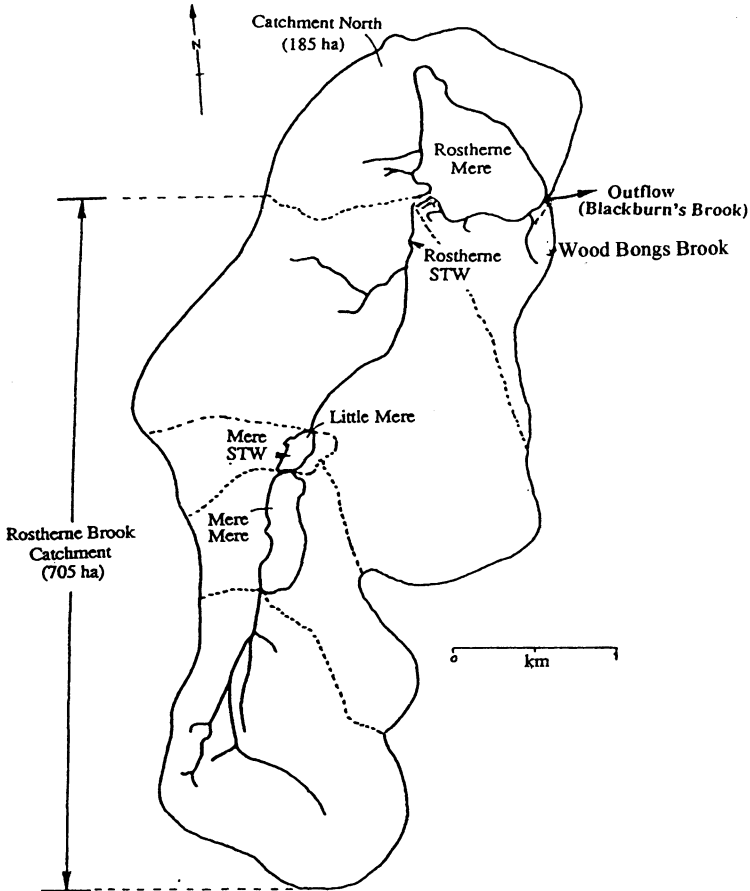 N
Catchment North
(185 ha)
Rostherne
Mere
Outflow
(Blackburn's Brook)
Wood Bongs Brook
Rostherne
STW
Little Mere
Mere
STW
Mere
Mere
Rostherne Brook
Catchment
(705 ha)
0
km
1